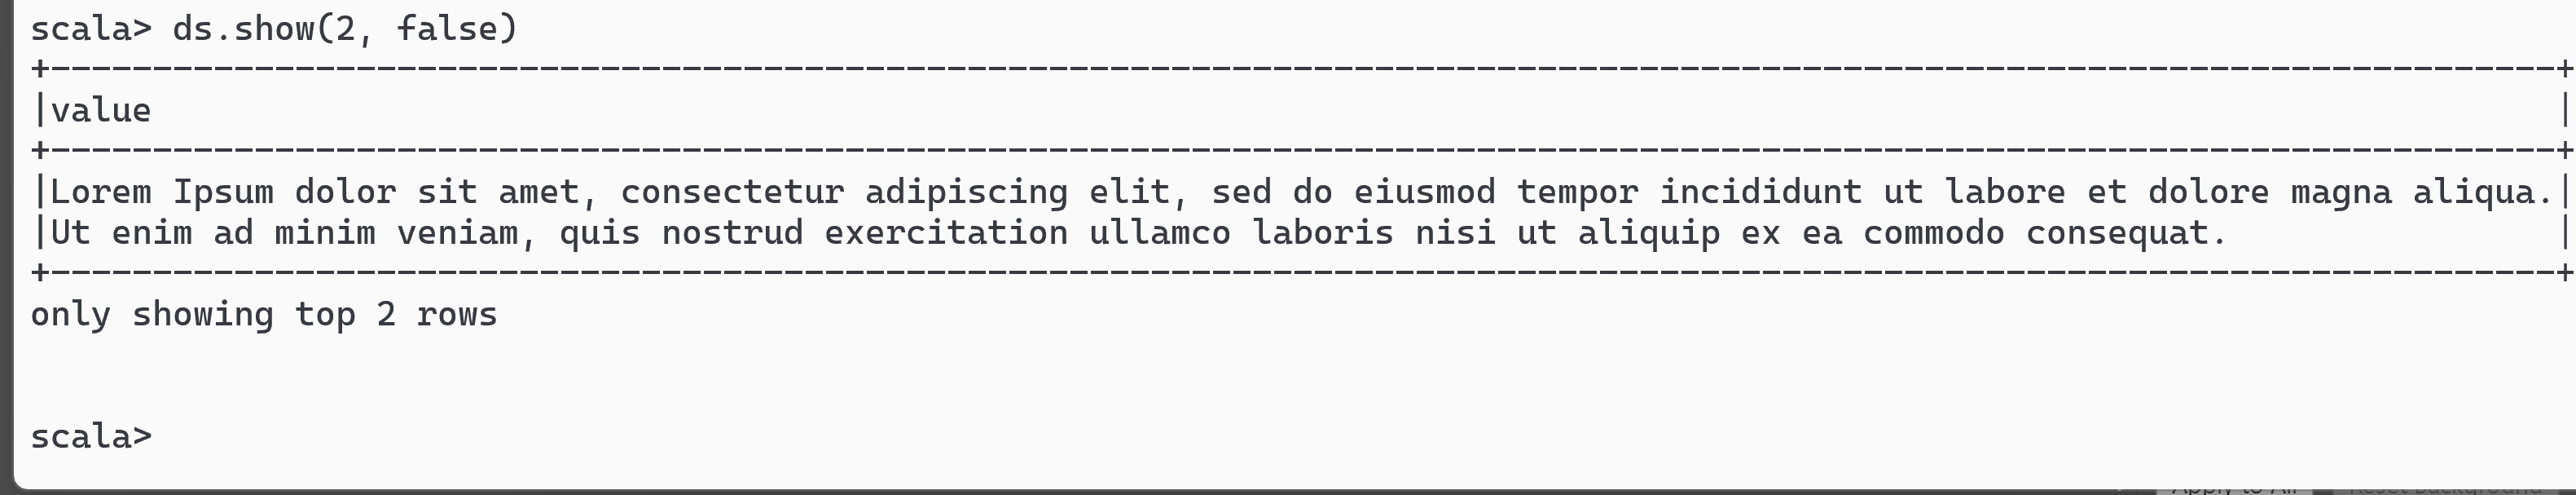 scala> ds.show(2, false)
+---------------------------------------------------------------------------------------------------------------------------+
|value                                                                                                                      |
+---------------------------------------------------------------------------------------------------------------------------+
|Lorem Ipsum dolor sit amet, consectetur adipiscing elit, sed do eiusmod tempor incididunt ut labore et dolore magna aliqua.|
|Ut enim ad minim veniam, quis nostrud exercitation ullamco laboris nisi ut aliquip ex ea commodo consequat.                |
+---------------------------------------------------------------------------------------------------------------------------+
only showing top 2 rows
scala>